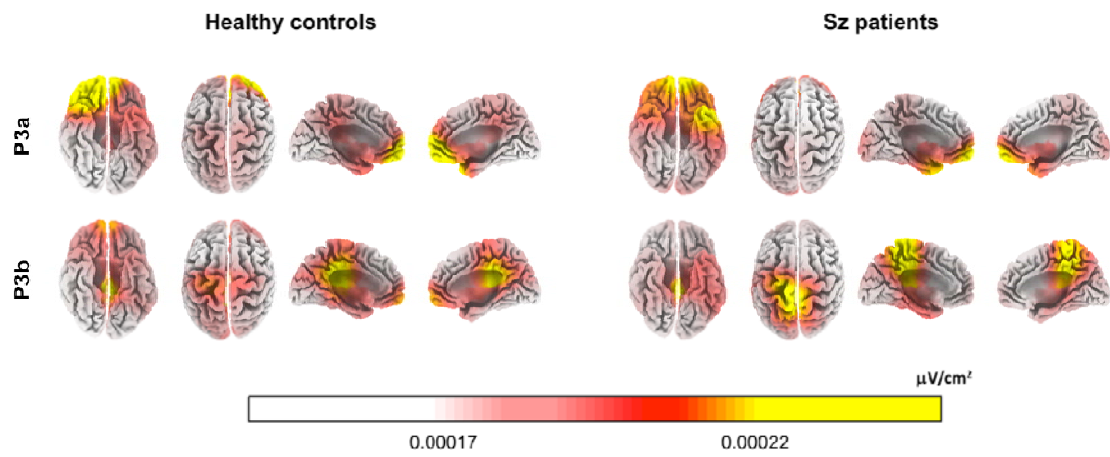 Healthy controls
Sz patients
P3a
P3b
μV/cm²
0.00017
0.00022